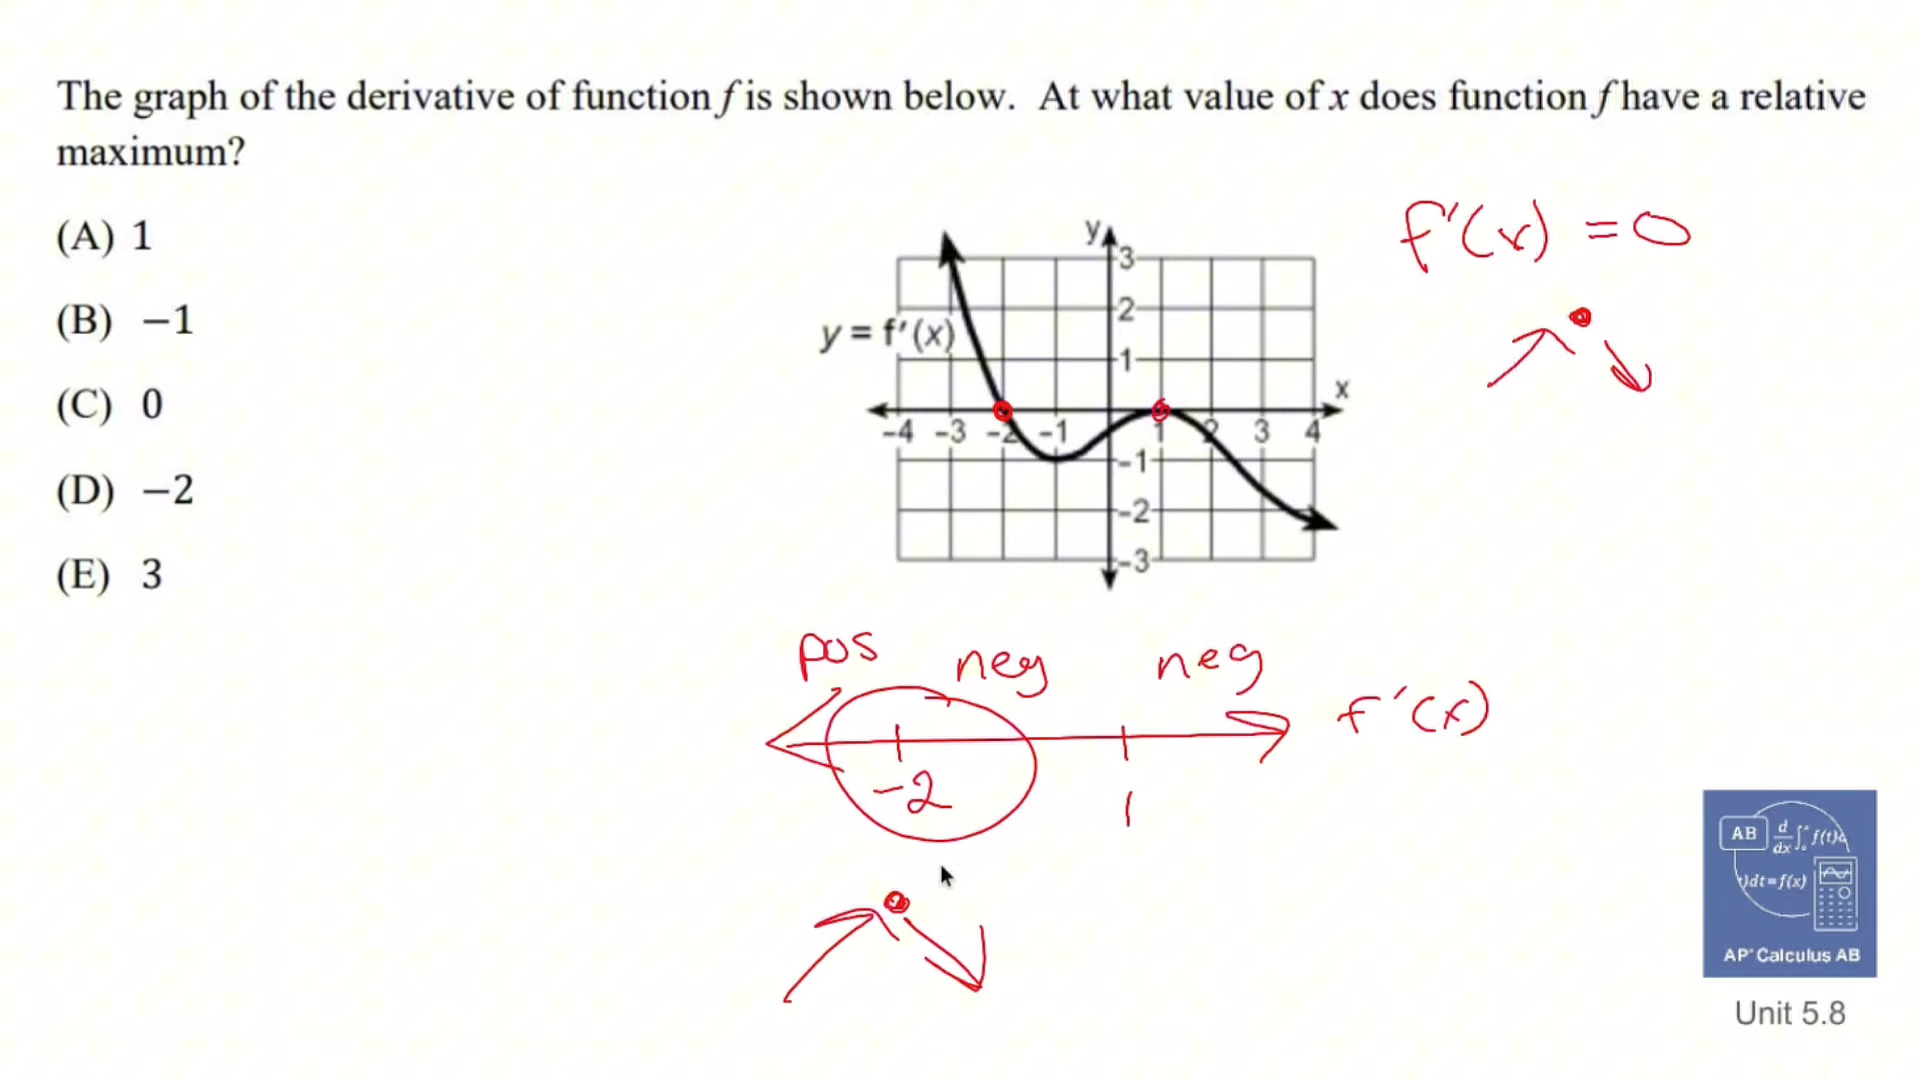 The graph of the derivative of function f is shown below. At what value of x does function f have a relative
maximum?
(A) 1
(B) −1
(C) 0
(D) −2
(E) 3
y
3
2
1
y = f'(x)
x
-4 -3 -2 -1 1 2 3 4
-1
-2
-3
f'(x) = 0
pos neg neg
f'(x)
-2 1
AB d/dx ∫ f(t)d
)dt=f(x)
AP® Calculus AB
Unit 5.8